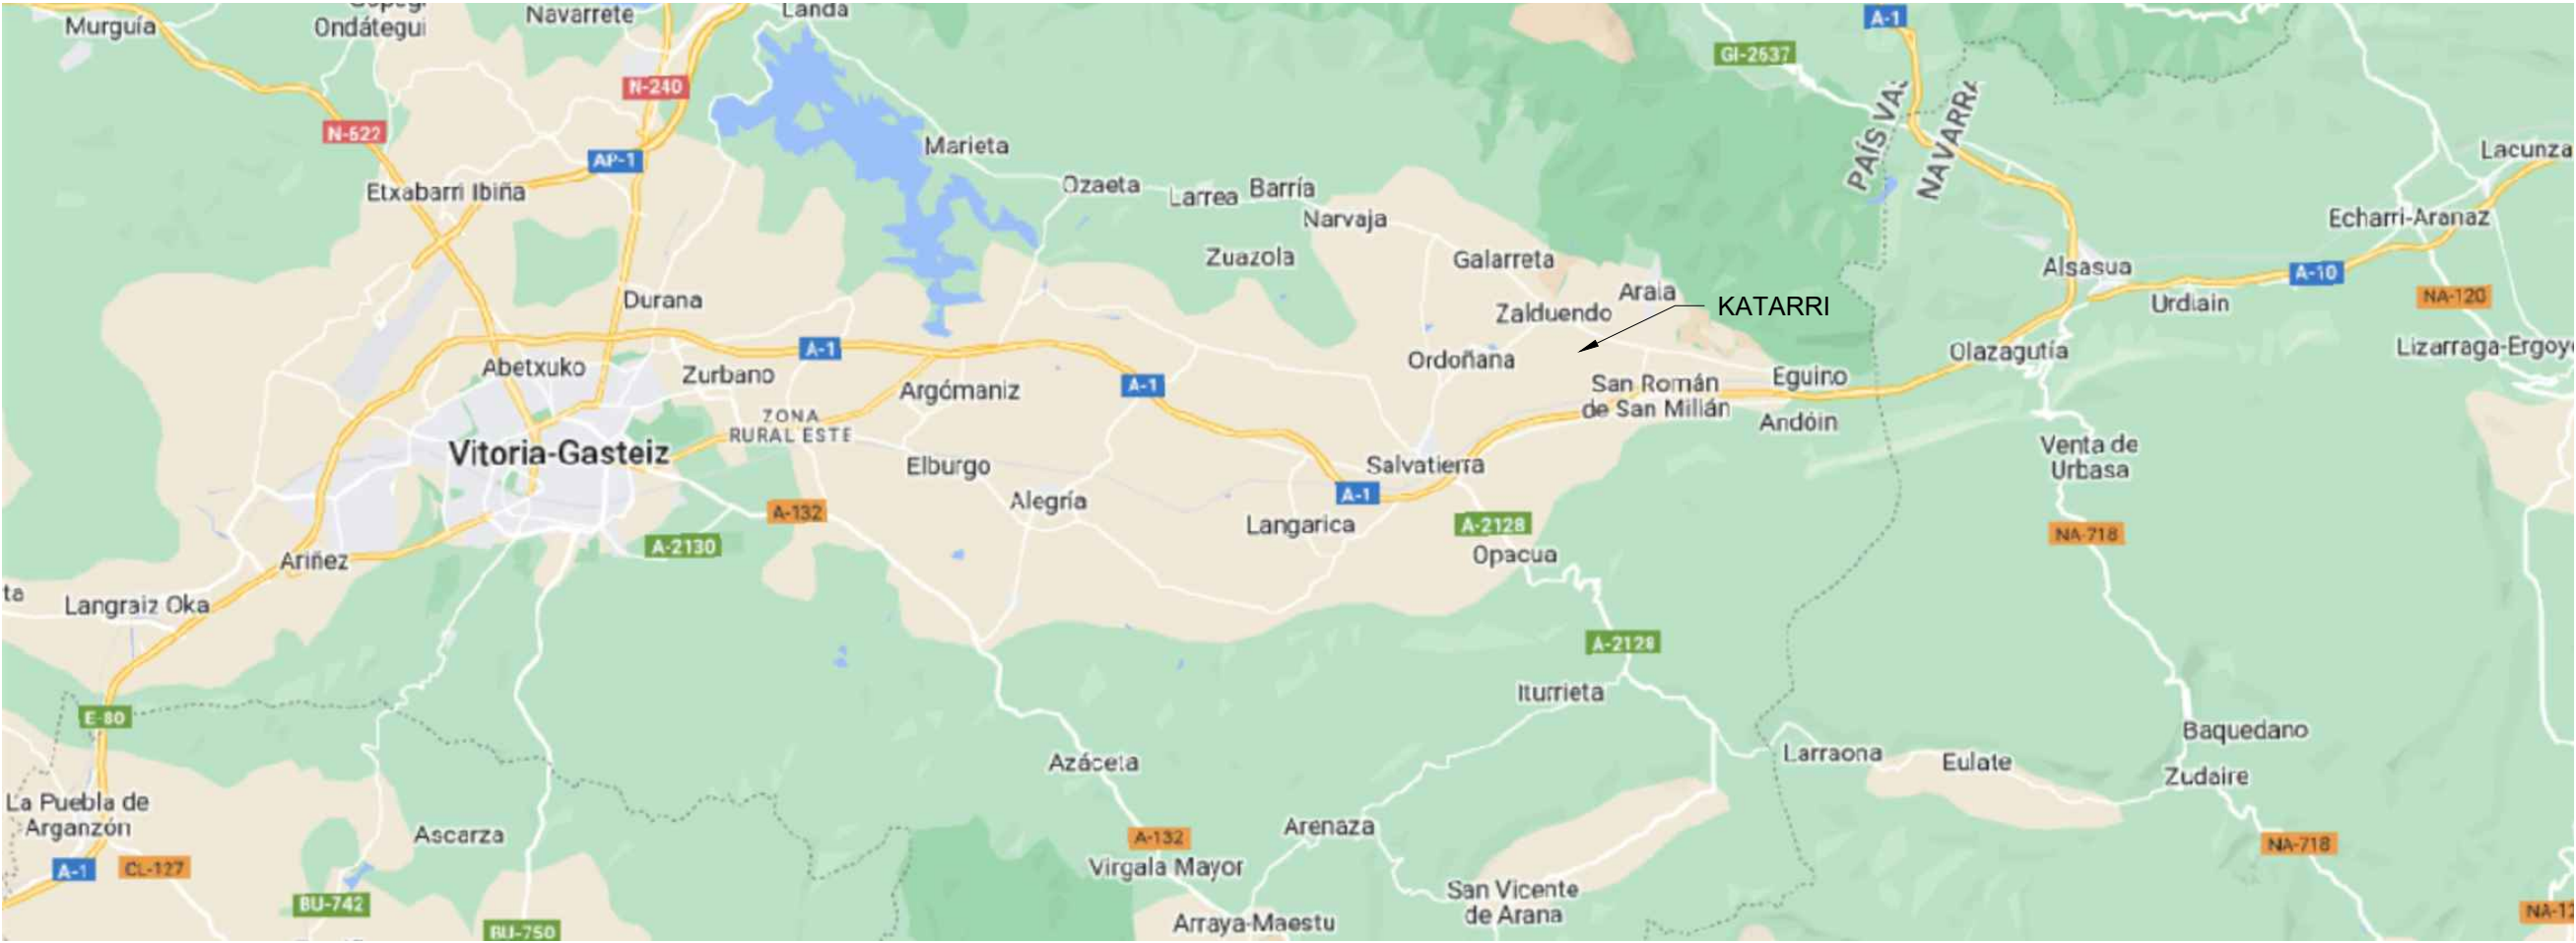 Landa
Navarrete
Murguía
Ondátegui
A-1
GI-2637
N-240
N-622
PAÍS VAS
NAVARRA
Marieta
Lacunza
AP-1
Etxabarri Ibiña
Ozaeta
Larrea
Barría
Narvaja
Echarri-Aranaz
Zuazola
Galarreta
Alsasua
A-10
Durana
Araia
KATARRI
Urdiain
NA-120
Zalduendo
A-1
Abetxuko
Zurbano
Ordoñana
Olazagutía
Lizarraga-Ergoy
Argómaniz
A-1
San Román
de San Millán
Eguino
Andóin
ZONA
RURAL ESTE
Vitoria-Gasteiz
Venta de
Urbasa
Elburgo
Salvatierra
Alegría
A-1
A-132
Langarica
A-2128
NA-718
A-2130
Opacua
Ariñez
ta
Langraiz Oka
A-2128
Iturrieta
E-80
Baquedano
Azáceta
Larraona
Eulate
Zudaire
La Puebla de
Arganzón
Ascarza
A-132
Arenaza
NA-718
A-1
CL-127
Virgala Mayor
BU-742
San Vicente
de Arana
NA-12
Arraya-Maestu
BU-750